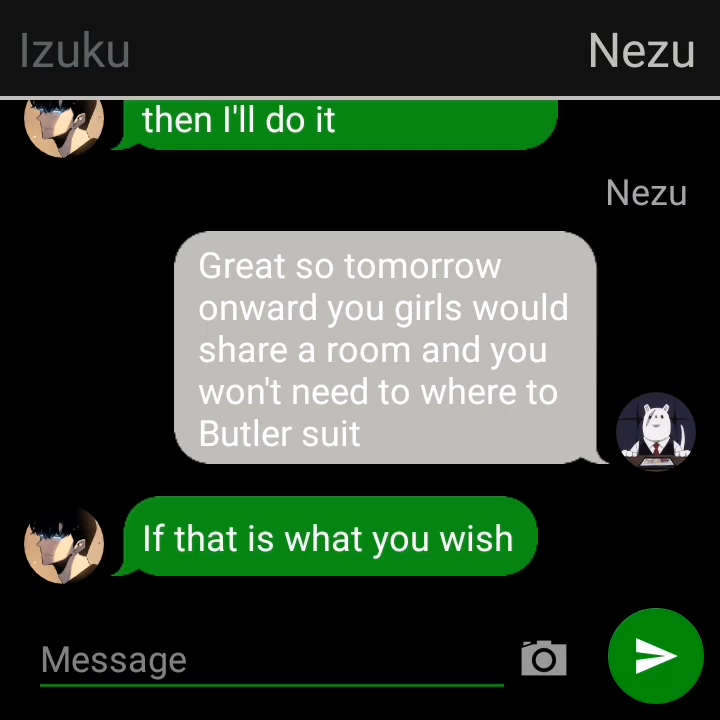 Izuku
Nezu
then I'll do it
Nezu
Great so tomorrow
onward you girls would
share a room and you
won't need to where to
Butler suit
If that is what you wish
Message